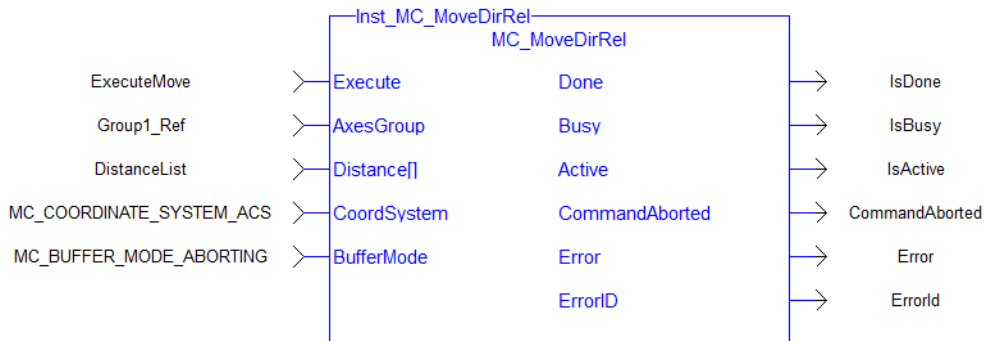 Inst_MC_MoveDirRel
MC_MoveDirRel
ExecuteMove Execute Done IsDone
Group1_Ref AxesGroup Busy IsBusy
DistanceList Distance[] Active IsActive
MC_COORDINATE_SYSTEM_ACS CoordSystem CommandAborted CommandAborted
MC_BUFFER_MODE_ABORTING BufferMode Error Error
ErrorID ErrorId